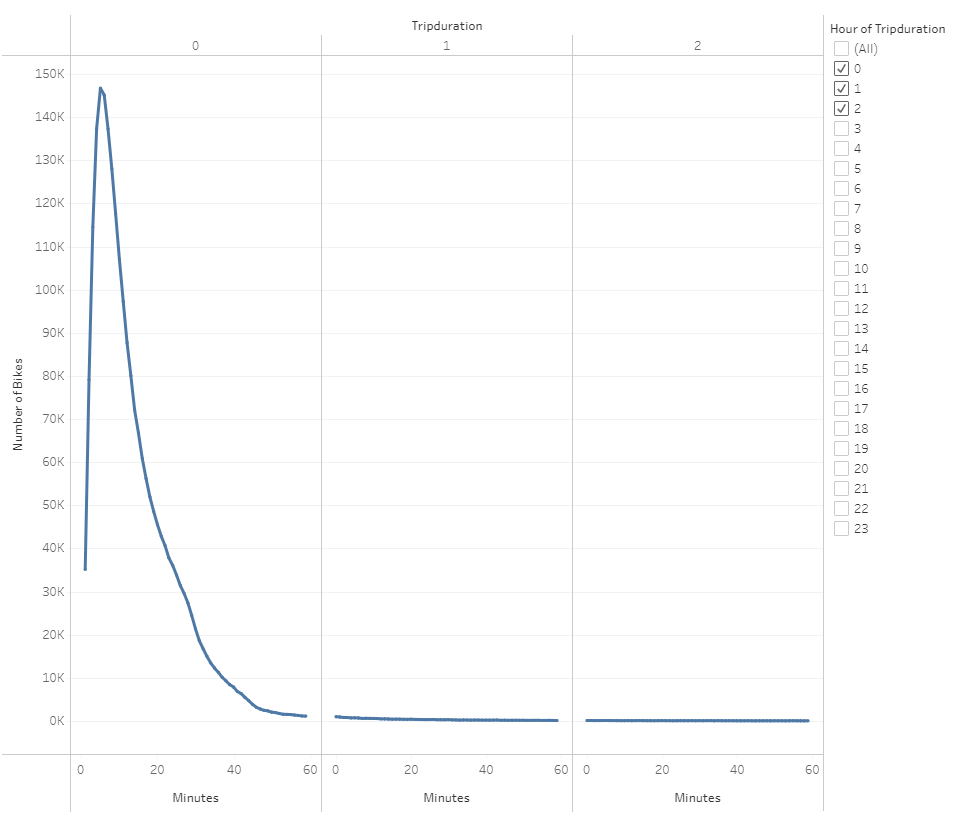 Tripduration
0 1 2
150K
140K
130K
120K
110K
100K
90K
80K
70K
60K
50K
40K
30K
20K
10K
0K
Number of Bikes
0 20 40 60 0 20 40 60 0 20 40 60
Minutes Minutes Minutes
Hour of Tripduration
(All)
0
1
2
3
4
5
6
7
8
9
10
11
12
13
14
15
16
17
18
19
20
21
22
23